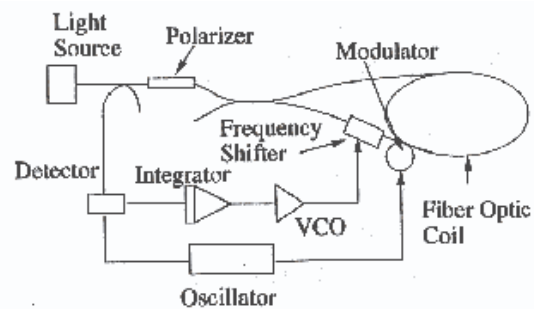 Light
Source
Polarizer
Modulator
Frequency
Shifter
Detector
Integrator
VCO
Fiber Optic
Coil
Oscillator